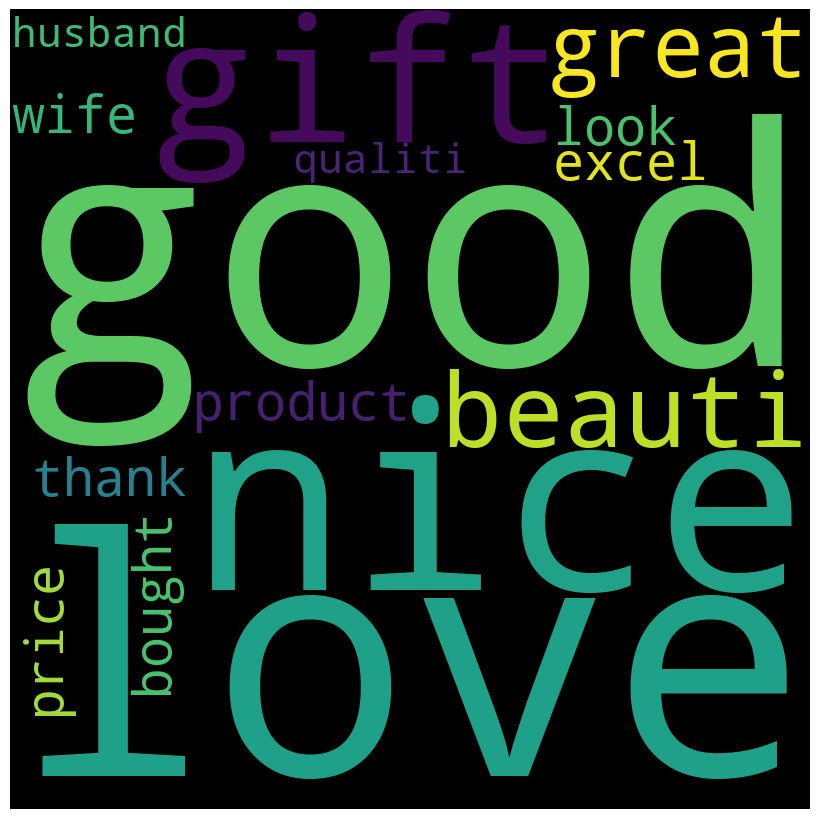 husband
gift
great
wife
look
qualiti
excel
good
product
beauti
thank
nice
price
bought
love